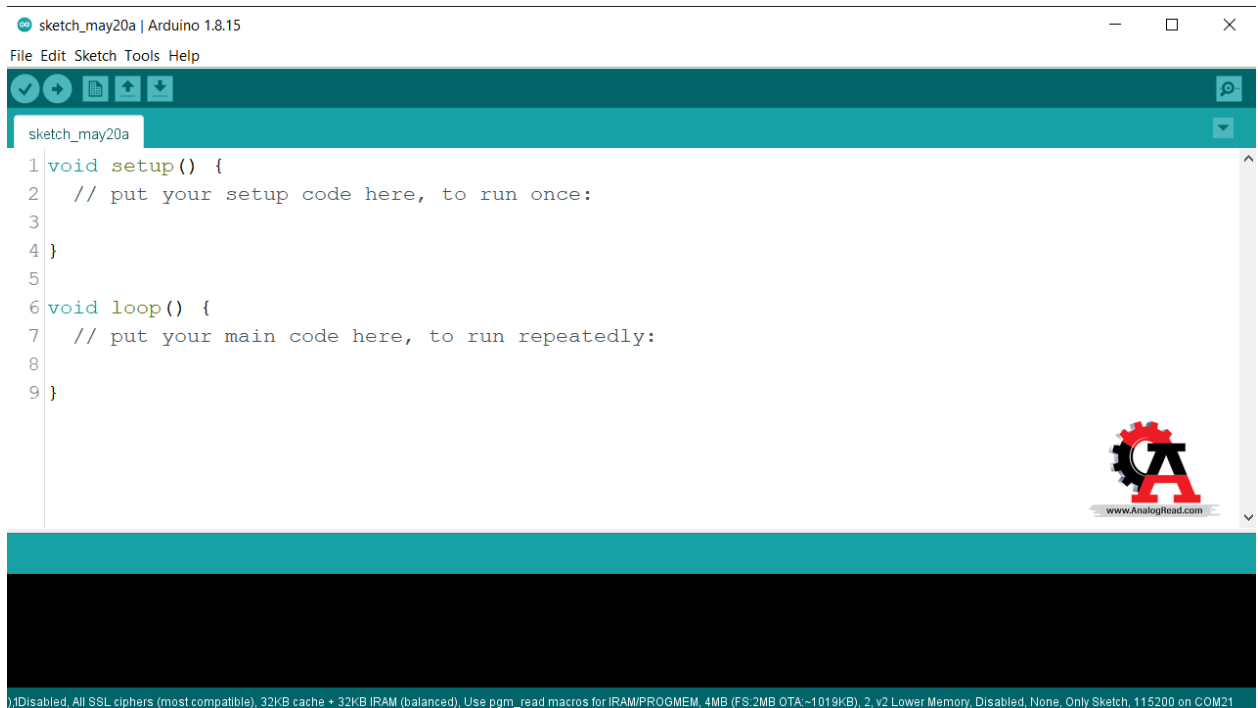 sketch_may20a | Arduino 1.8.15
File Edit Sketch Tools Help
sketch_may20a
1 void setup() {
2   // put your setup code here, to run once:
3
4 }
5
6 void loop() {
7   // put your main code here, to run repeatedly:
8
9 }
www.AnalogRead.com
),1Disabled, All SSL ciphers (most compatible), 32KB cache + 32KB IRAM (balanced), Use pgm_read macros for IRAM/PROGMEM, 4MB (FS:2MB OTA:~1019KB), 2, v2 Lower Memory, Disabled, None, Only Sketch, 115200 on COM21